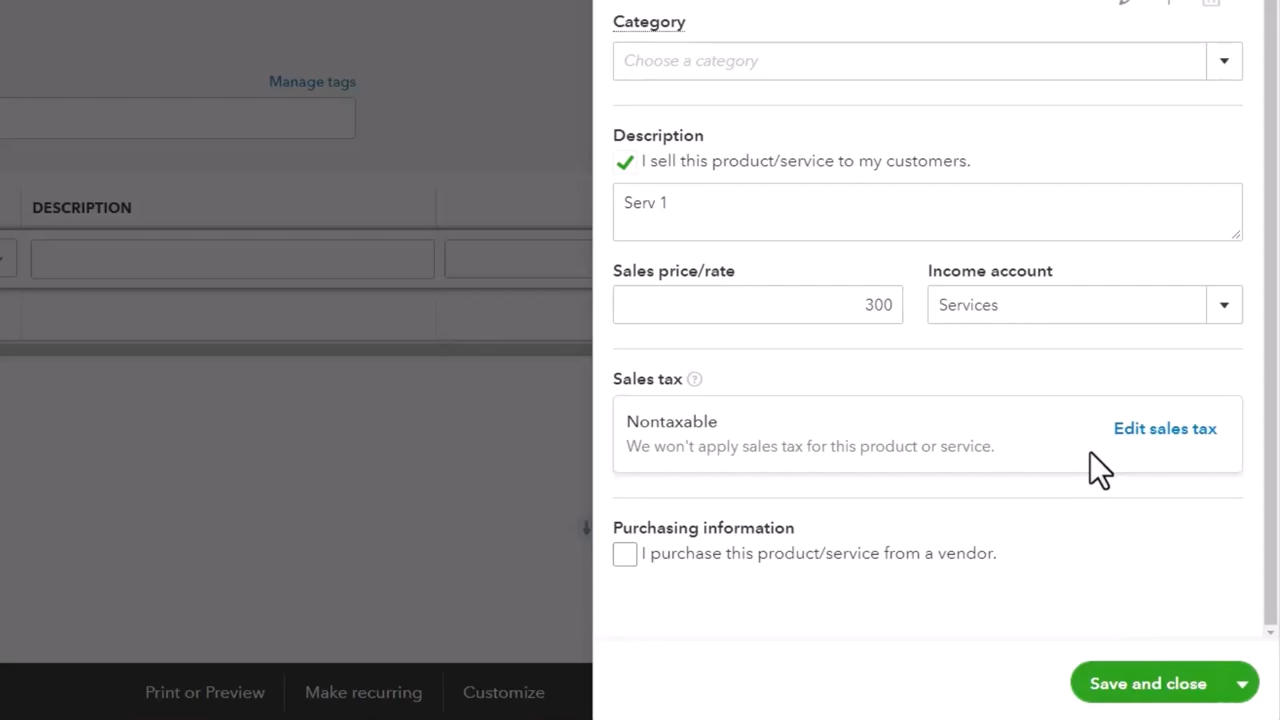 Manage tags
DESCRIPTION
Print or Preview
Make recurring
Customize
Category
Choose a category
Description
I sell this product/service to my customers.
Serv 1
Sales price/rate
Income account
300
Services
Sales tax ?
Nontaxable
We won't apply sales tax for this product or service.
Edit sales tax
Purchasing information
I purchase this product/service from a vendor.
Save and close